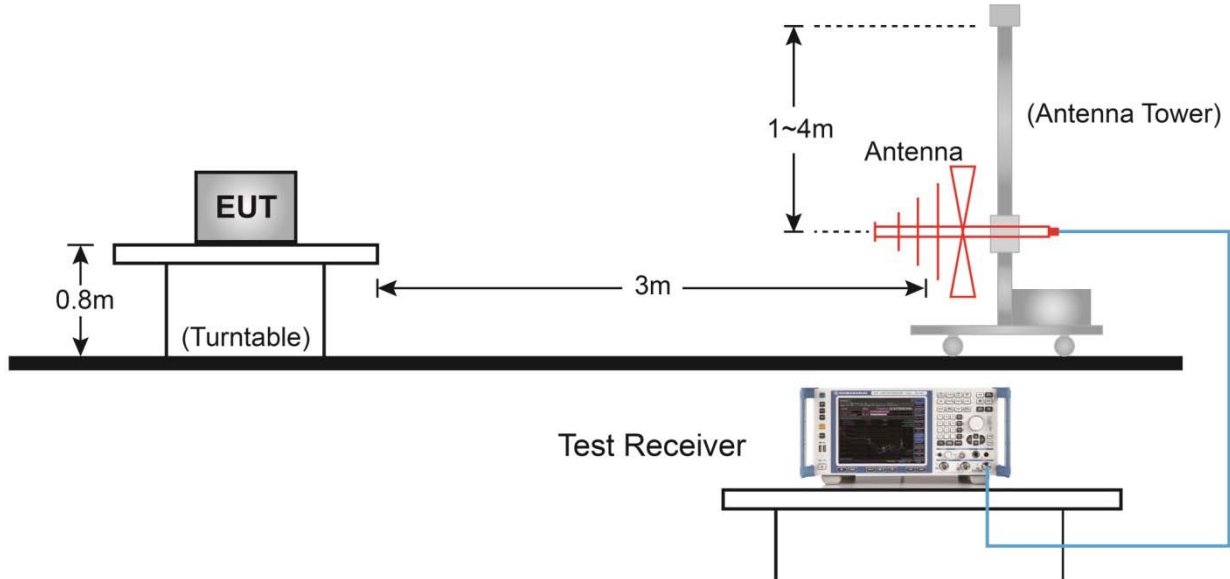 1~4m
(Antenna Tower)
Antenna
EUT
0.8m
3m
(Turntable)
Test Receiver